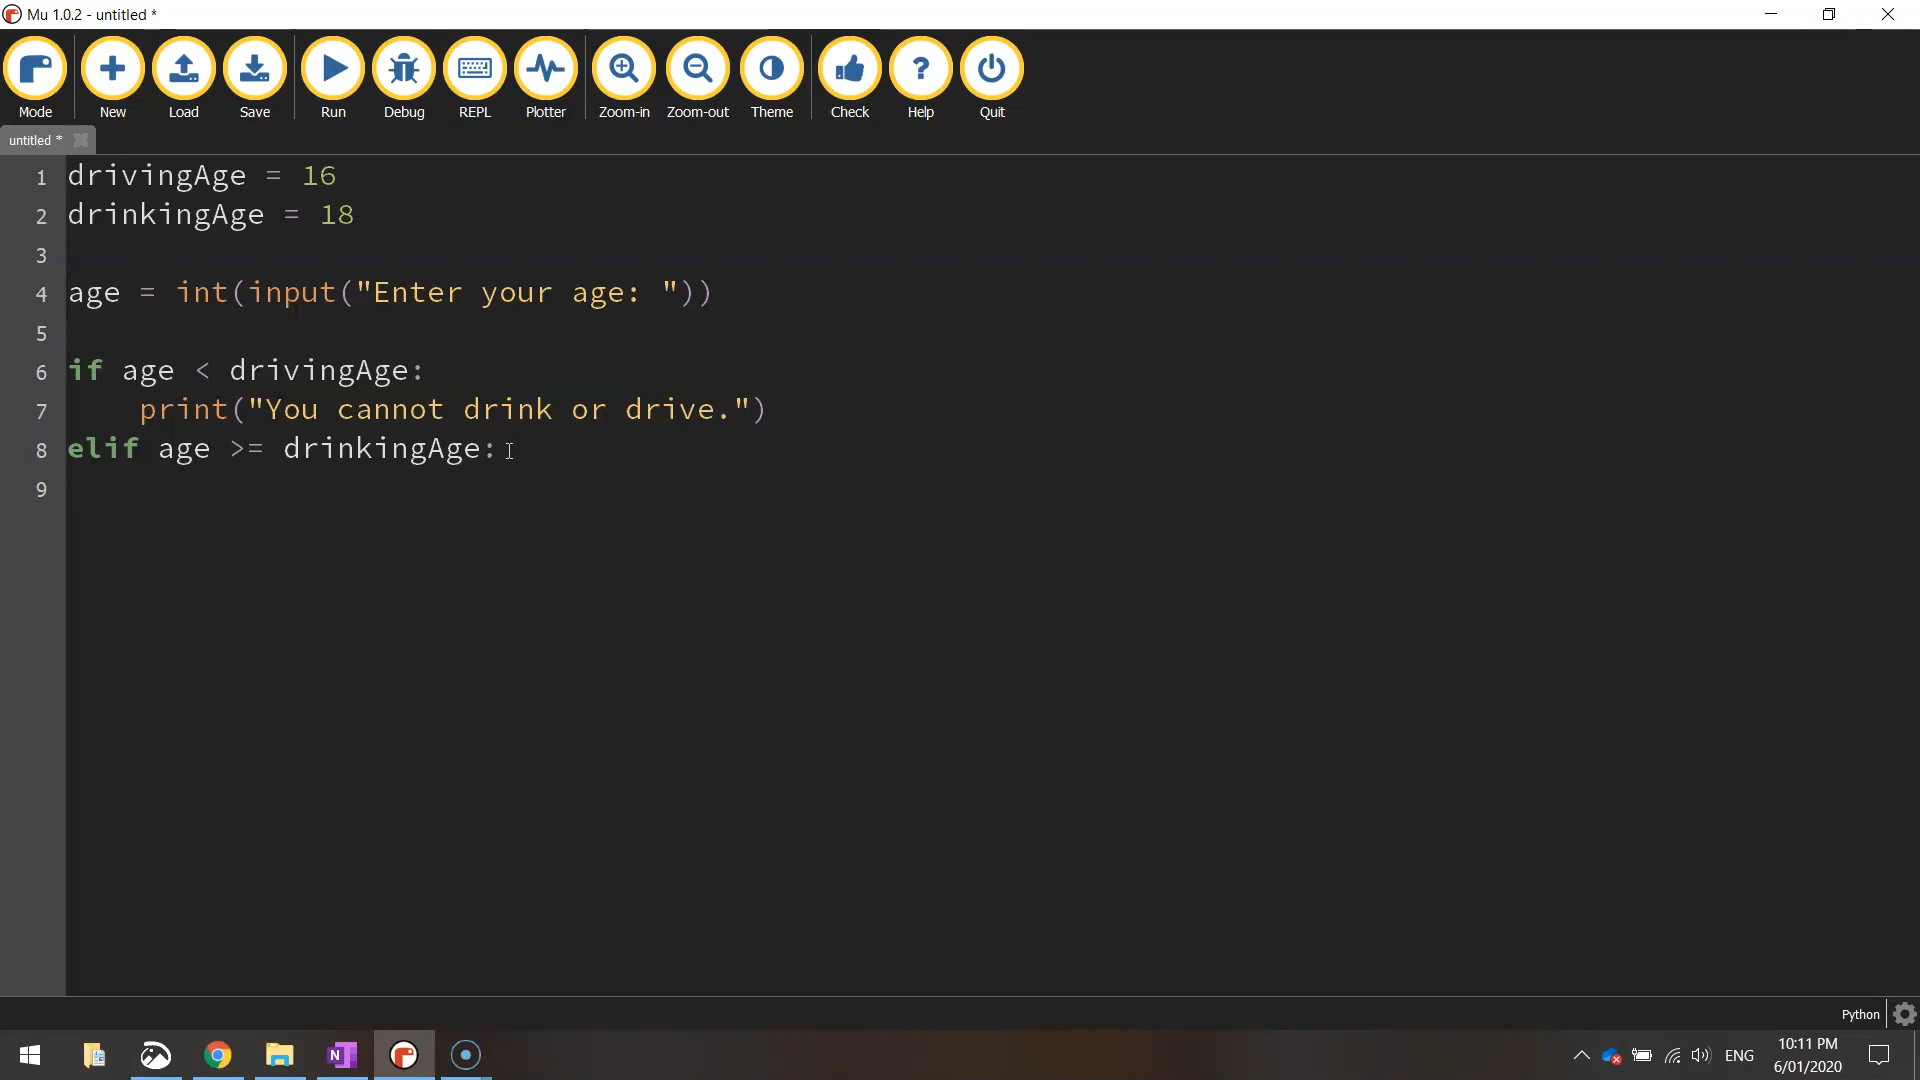 Mu 1.0.2 - untitled *
Mode New Load Save Run Debug REPL Plotter Zoom-in Zoom-out Theme Check Help Quit
untitled *
1 drivingAge = 16
2 drinkingAge = 18
3
4 age = int(input("Enter your age: "))
5
6 if age < drivingAge:
7     print("You cannot drink or drive.")
8 elif age >= drinkingAge:
9
Python
N
ENG
10:11 PM
6/01/2020